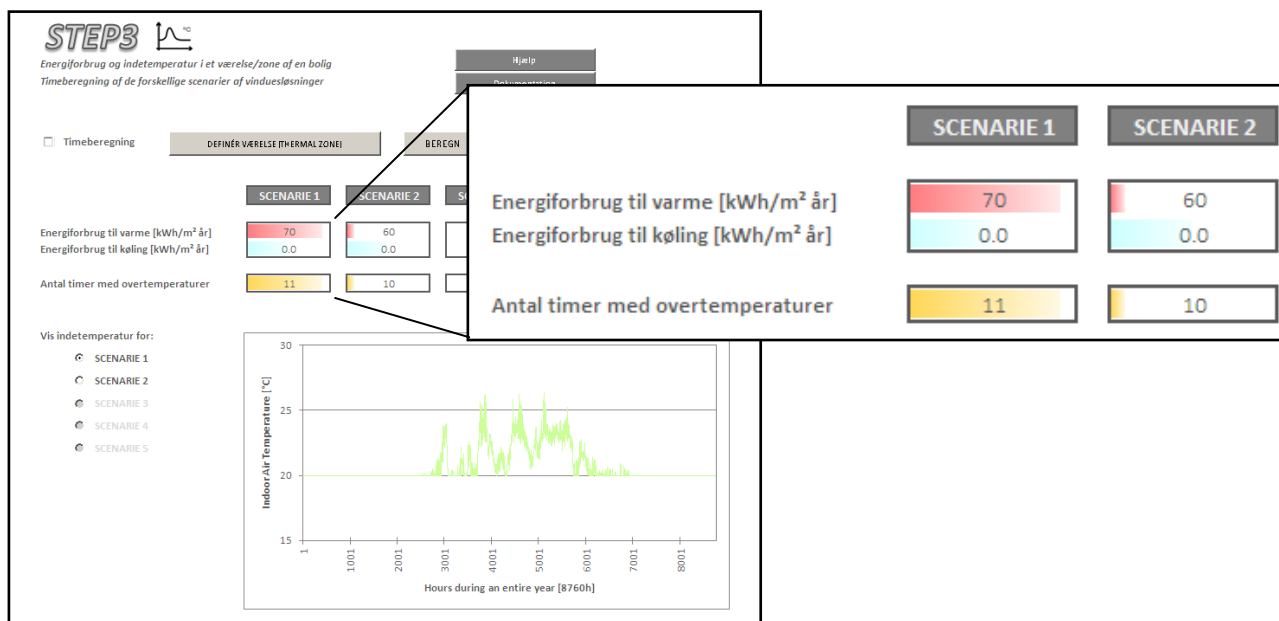 STEP3
°C
Energiforbrug og indetemperatur i et værelse/zone af en bolig
Timeberegning af de forskellige scenarier af vinduesløsninger
Hjælp
Dokumentation
Timeberegning
DEFINÉR VÆRELSE (THERMAL ZONE)
BEREGN
SCENARIE 1 SCENARIE 2
Energiforbrug til varme [kWh/m² år] 70 60
Energiforbrug til køling [kWh/m² år] 0.0 0.0
Antal timer med overtemperaturer 11 10
SCENARIE 1 SCENARIE 2
Energiforbrug til varme [kWh/m² år] 70 60
Energiforbrug til køling [kWh/m² år] 0.0 0.0
Antal timer med overtemperaturer 11 10
Vis indetemperatur for:
SCENARIE 1
SCENARIE 2
SCENARIE 3
SCENARIE 4
SCENARIE 5
Indoor Air Temperature [°C]
30
25
20
15
1 1001 2001 3001 4001 5001 6001 7001 8001
Hours during an entire year [8760h]